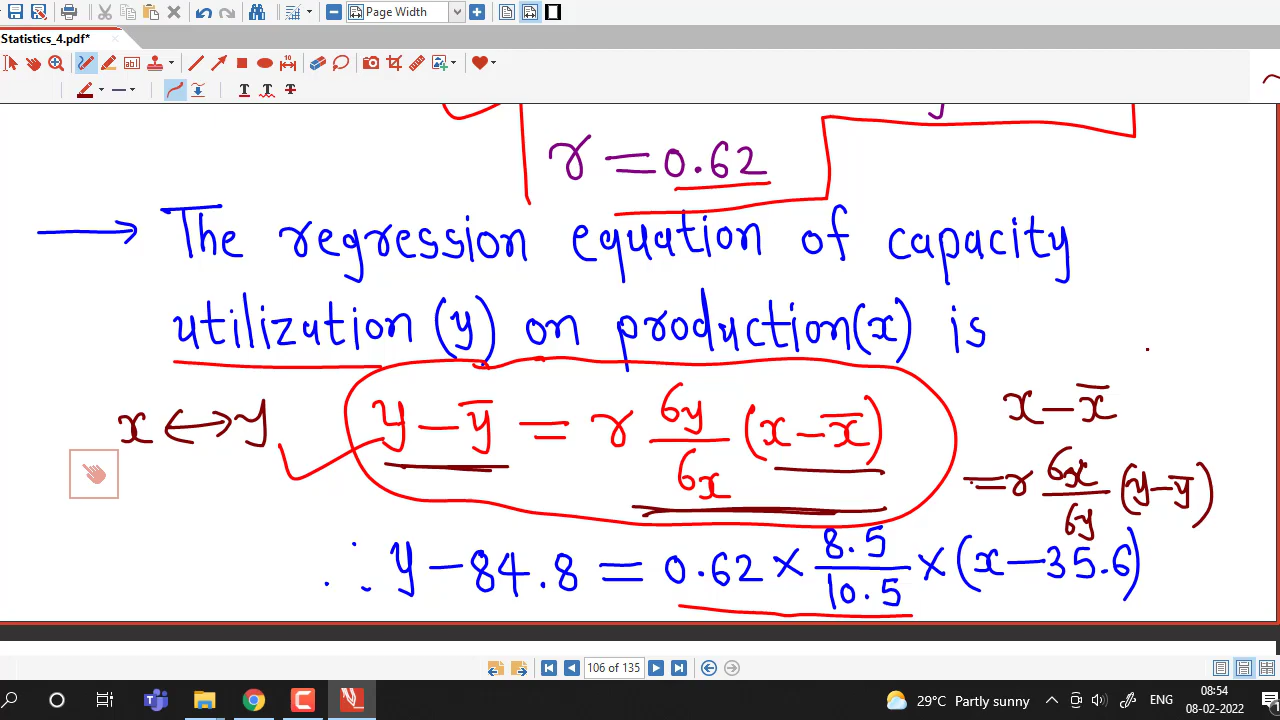 Page Width
Statistics_4.pdf*
r = 0.62
→ The regression equation of capacity
utilization (y) on production(x) is
x ↔ y
y − ȳ = r σy/σx (x − x̄)
x − x̄
= r σx/σy (y − ȳ)
∴ y − 84.8 = 0.62 × 8.5/10.5 × (x − 35.6)
106 of 135
29°C Partly sunny
ENG
08:54
08-02-2022